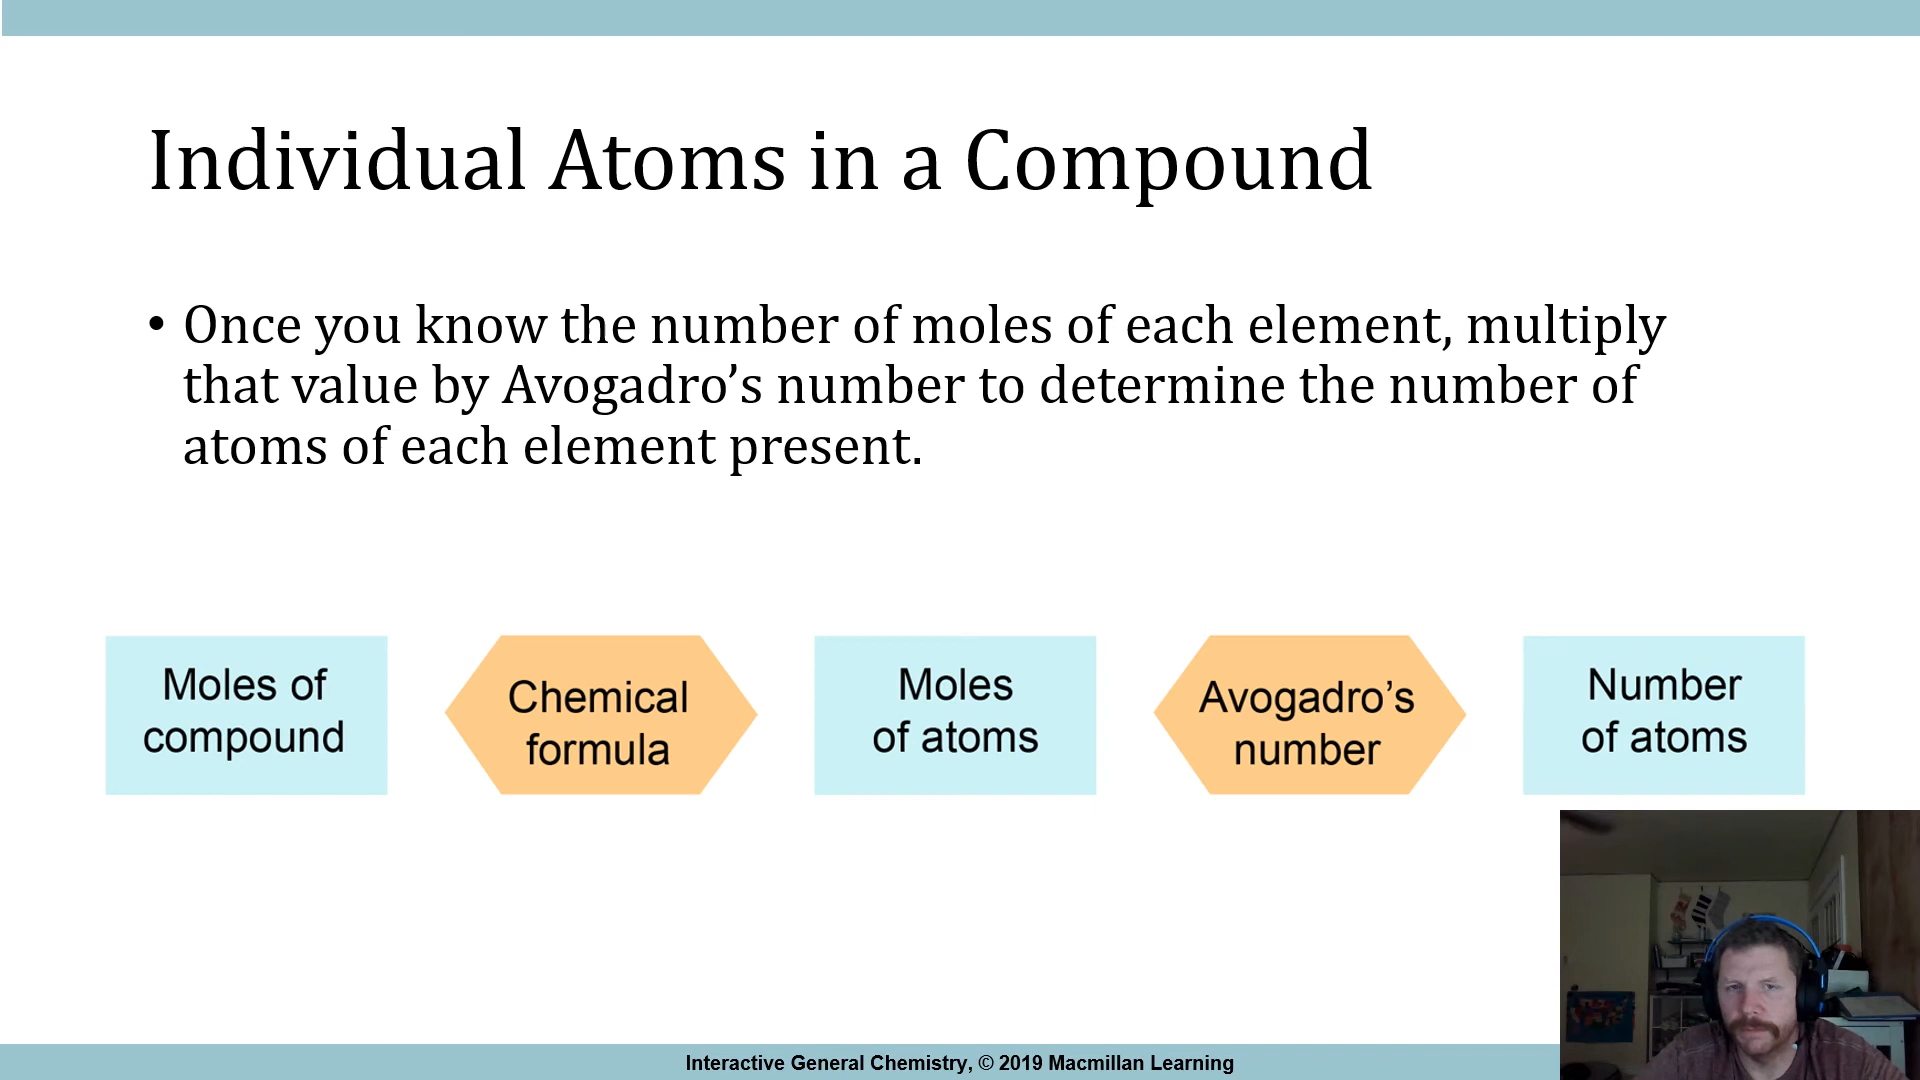 Individual Atoms in a Compound
• Once you know the number of moles of each element, multiply
that value by Avogadro’s number to determine the number of
atoms of each element present.
Moles of
compound
Chemical
formula
Moles
of atoms
Avogadro’s
number
Number
of atoms
Interactive General Chemistry, © 2019 Macmillan Learning